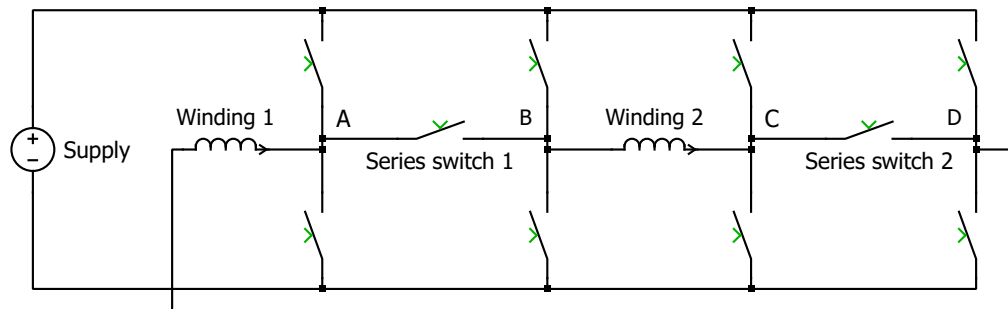 Winding 1
A
B
Winding 2
C
D
Supply
Series switch 1
Series switch 2